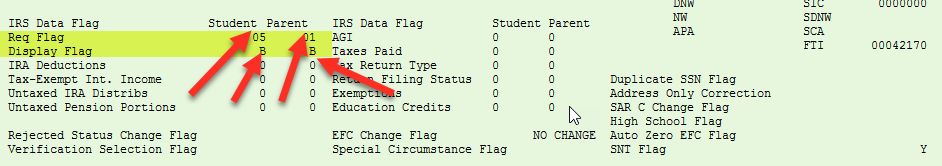 DNW SIC 0000000
NW SDNW
IRS Data Flag Student Parent IRS Data Flag Student Parent
APA SCA
Req Flag 05 01 AGI 0 0
FTI 00042170
Display Flag B B Taxes Paid 0 0
IRA Deductions 0 0 Tax Return Type 0 0
Tax-Exempt Int. Income 0 0 Return Filing Status 0 0 Duplicate SSN Flag
Untaxed IRA Distribs 0 0 Exemptions 0 0 Address Only Correction
Untaxed Pension Portions 0 0 Education Credits 0 0 SAR C Change Flag
High School Flag
Rejected Status Change Flag EFC Change Flag NO CHANGE Auto Zero EFC Flag
Verification Selection Flag Special Circumstance Flag SNT Flag Y